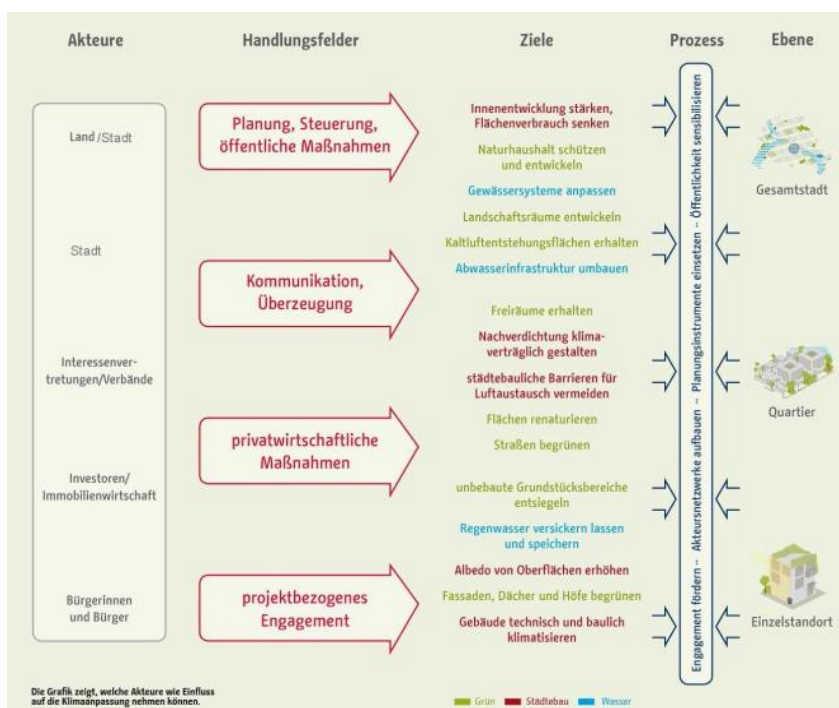 Akteure
Handlungsfelder
Ziele
Prozess
Ebene
Land/Stadt
Stadt
Interessenver-
tretungen/Verbände
Investoren/
Immobilienwirtschaft
Bürgerinnen
und Bürger
Planung, Steuerung,
öffentliche Maßnahmen
Kommunikation,
Überzeugung
privatwirtschaftliche
Maßnahmen
projektbezogenes
Engagement
Innenentwicklung stärken,
Flächenverbrauch senken
Naturhaushalt schützen
und entwickeln
Gewässersysteme anpassen
Landschaftsräume entwickeln
Kaltluftentstehungsflächen erhalten
Abwasserinfrastruktur umbauen
Freiräume erhalten
Nachverdichtung klima-
verträglich gestalten
städtebauliche Barrieren für
Luftaustausch vermeiden
Flächen renaturieren
Straßen begrünen
unbebaute Grundstücksbereiche
entsiegeln
Regenwasser versickern lassen
und speichern
Albedo von Oberflächen erhöhen
Fassaden, Dächer und Höfe begrünen
Gebäude technisch und baulich
klimatisieren
Engagement fördern – Akteursnetzwerke aufbauen – Planungsinstrumente einsetzen – Öffentlichkeit sensibilisieren
Gesamtstadt
Quartier
Einzelstandort
Die Grafik zeigt, welche Akteure wie Einfluss
auf die Klimaanpassung nehmen können.
Grün
Städtebau
Wasser